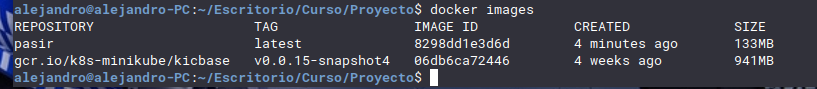 alejandro@alejandro-PC:~/Escritorio/Curso/Proyecto$ docker images
REPOSITORY TAG IMAGE ID CREATED SIZE
pasir latest 8298dd1e3d6d 4 minutes ago 133MB
gcr.io/k8s-minikube/kicbase v0.0.15-snapshot4 06db6ca72446 4 weeks ago 941MB
alejandro@alejandro-PC:~/Escritorio/Curso/Proyecto$